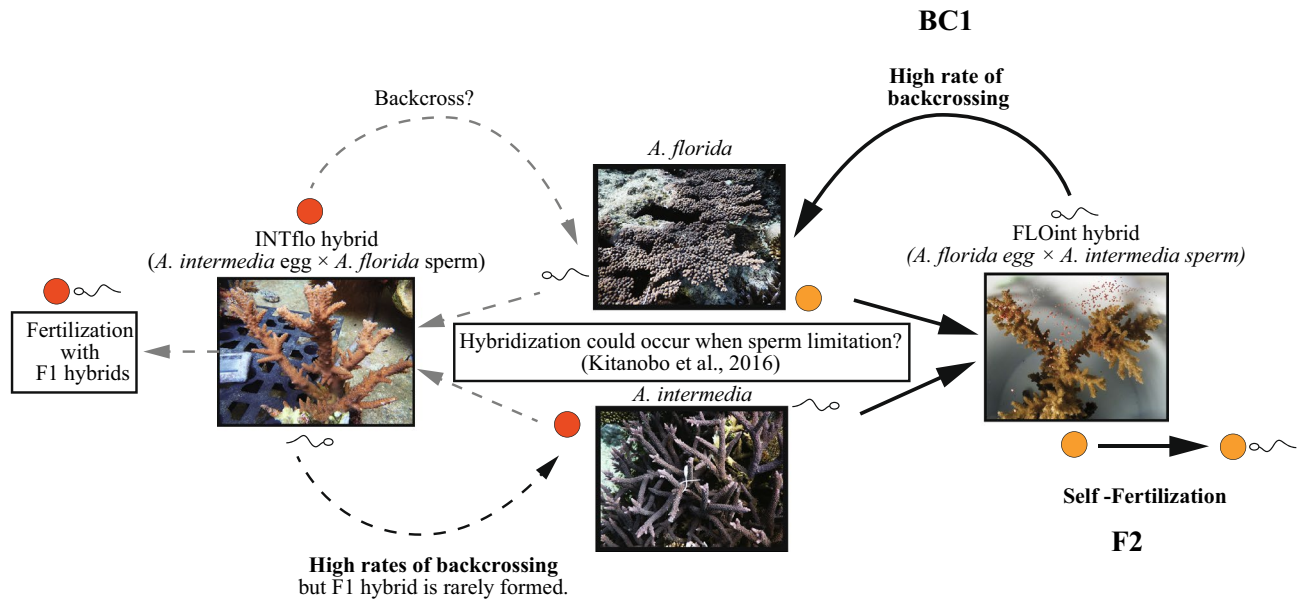 BC1
High rate of
backcrossing
Backcross?
A. florida
INTflo hybrid
(A. intermedia egg × A. florida sperm)
FLOint hybrid
(A. florida egg × A. intermedia sperm)
Fertilization
with
F1 hybrids
Hybridization could occur when sperm limitation?
(Kitanobo et al., 2016)
A. intermedia
Self -Fertilization
F2
High rates of backcrossing
but F1 hybrid is rarely formed.